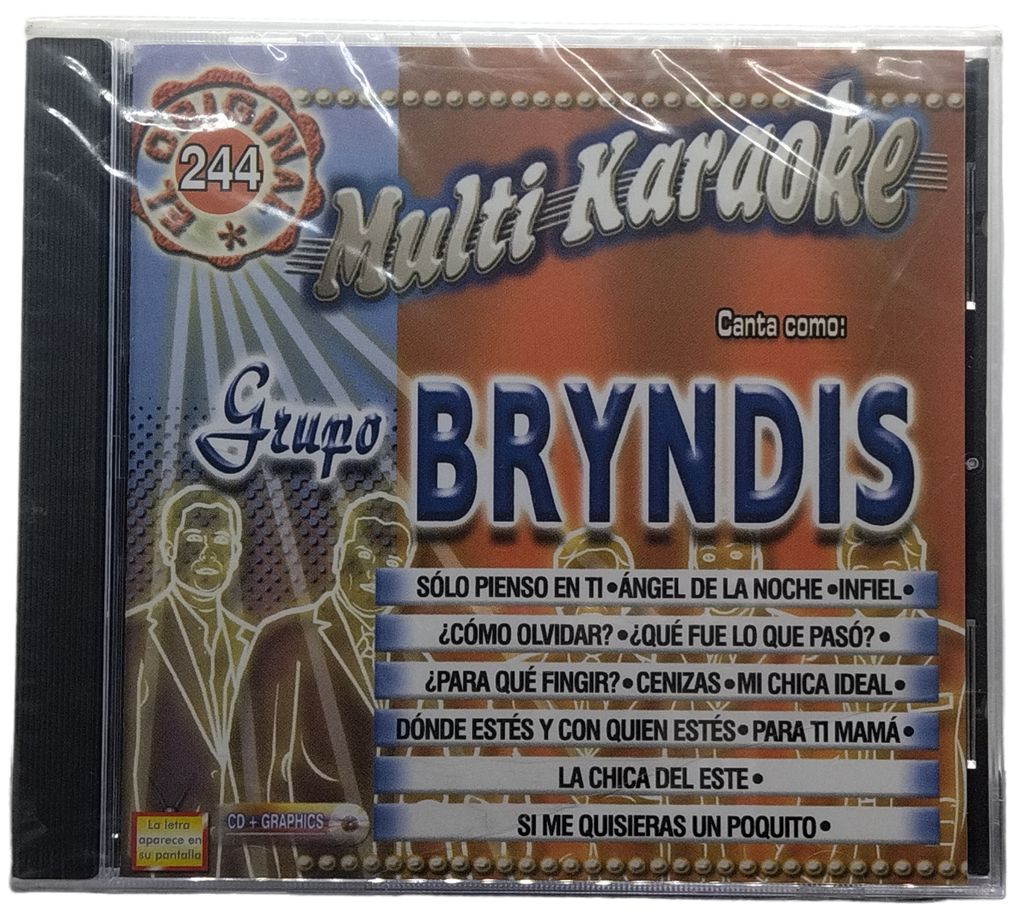 EL ORIGINAL *
244
Multi Karaoke
Canta como:
Grupo BRYNDIS
SÓLO PIENSO EN TI • ÁNGEL DE LA NOCHE • INFIEL •
¿CÓMO OLVIDAR? • ¿QUÉ FUE LO QUE PASÓ? •
¿PARA QUÉ FINGIR? • CENIZAS • MI CHICA IDEAL •
DÓNDE ESTÉS Y CON QUIEN ESTÉS • PARA TI MAMÁ •
LA CHICA DEL ESTE •
SI ME QUISIERAS UN POQUITO •
La letra
aparece en
su pantalla
CD + GRAPHICS